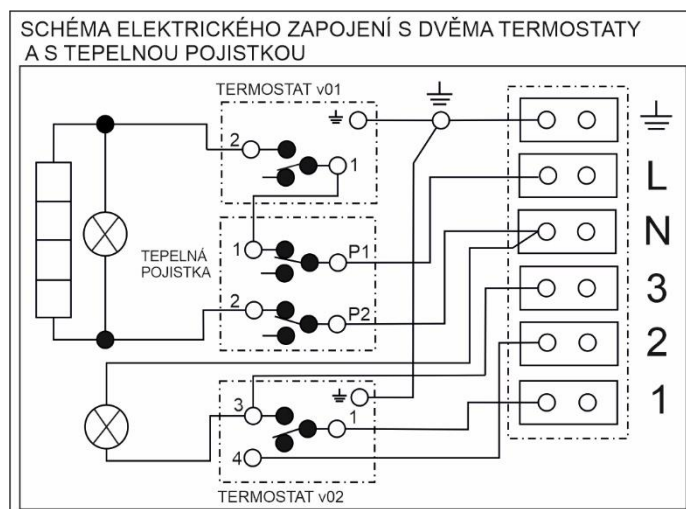 SCHÉMA ELEKTRICKÉHO ZAPOJENÍ S DVĚMA TERMOSTATY
A S TEPELNOU POJISTKOU
TERMOSTAT v01
2
1
L
N
TEPELNÁ
POJISTKA
1
P1
2
P2
3
2
1
3
1
4
TERMOSTAT v02